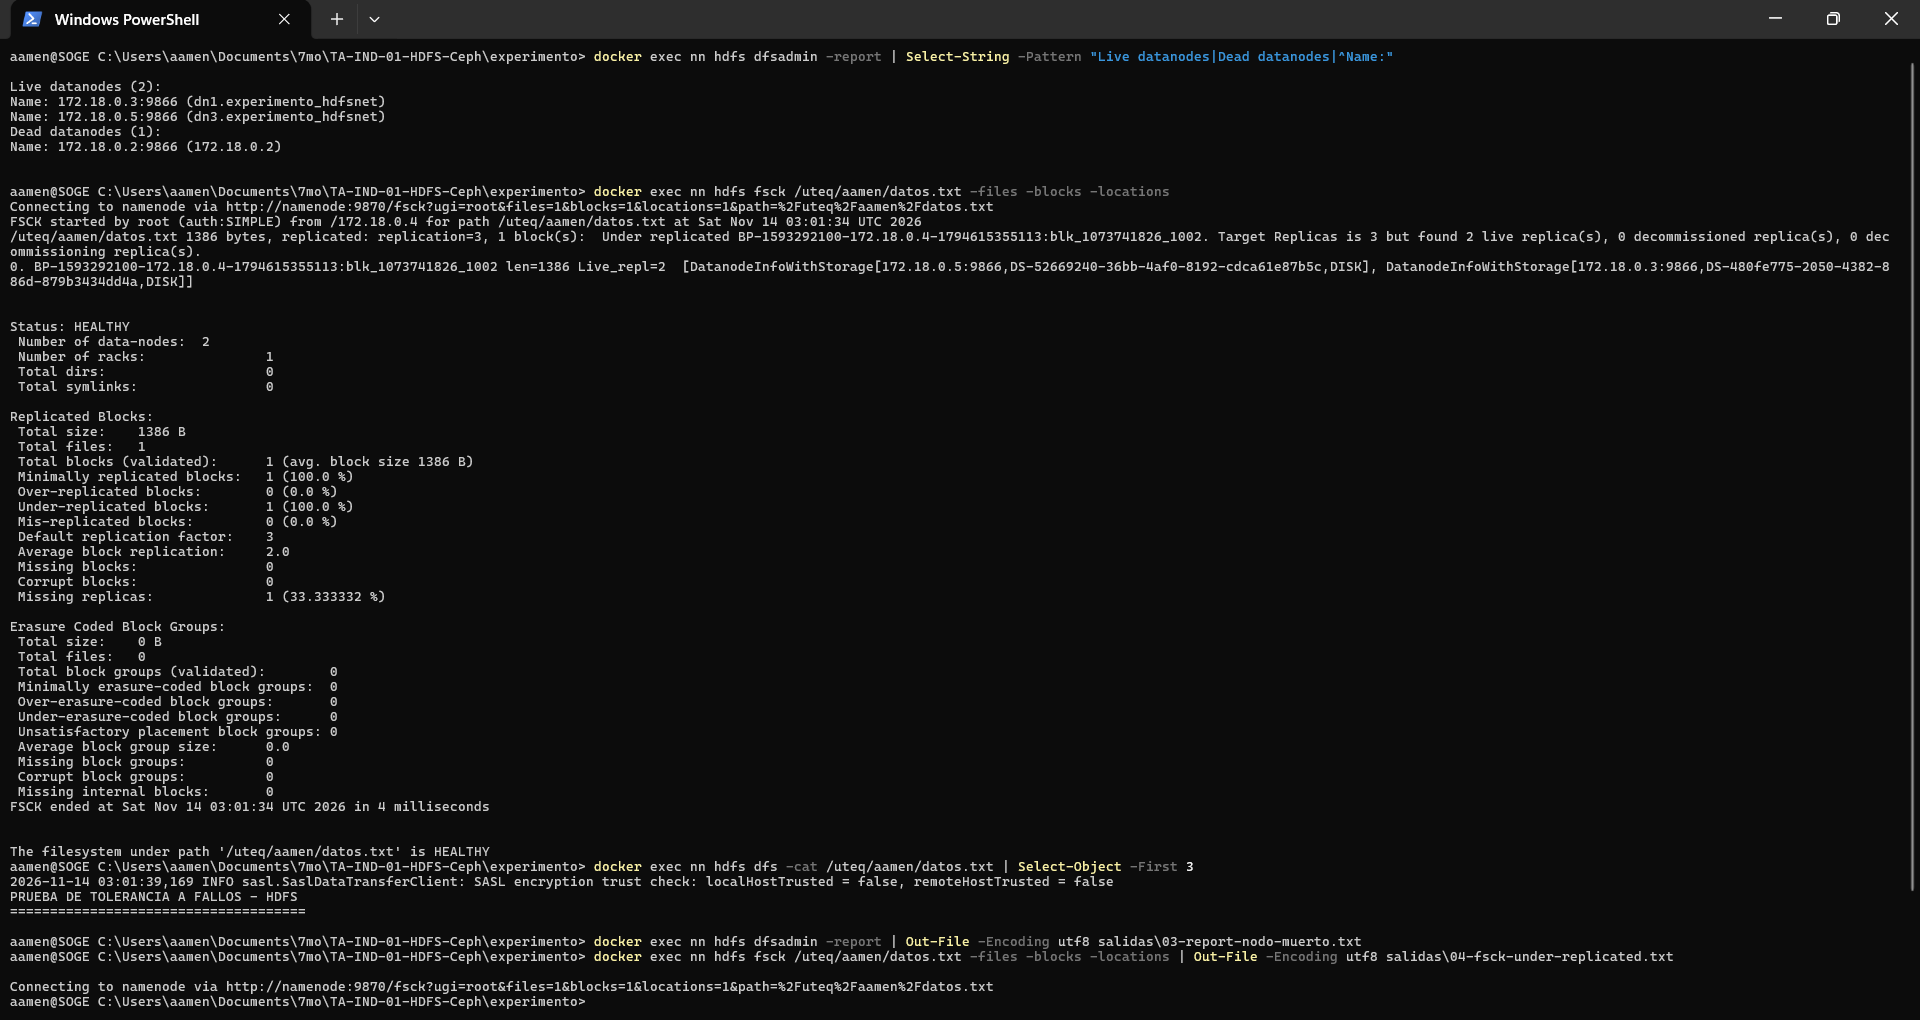 Windows PowerShell
aamen@SOGE C:\Users\aamen\Documents\7mo\TA-IND-01-HDFS-Ceph\experimento> docker exec nn hdfs dfsadmin -report | Select-String -Pattern "Live datanodes|Dead datanodes|^Name:"
Live datanodes (2):
Name: 172.18.0.3:9866 (dn1.experimento_hdfsnet)
Name: 172.18.0.5:9866 (dn3.experimento_hdfsnet)
Dead datanodes (1):
Name: 172.18.0.2:9866 (172.18.0.2)
aamen@SOGE C:\Users\aamen\Documents\7mo\TA-IND-01-HDFS-Ceph\experimento> docker exec nn hdfs fsck /uteq/aamen/datos.txt -files -blocks -locations
Connecting to namenode via http://namenode:9870/fsck?ugi=root&files=1&blocks=1&locations=1&path=%2Futeq%2Faamen%2Fdatos.txt
FSCK started by root (auth:SIMPLE) from /172.18.0.4 for path /uteq/aamen/datos.txt at Sat Nov 14 03:01:34 UTC 2026
/uteq/aamen/datos.txt 1386 bytes, replicated: replication=3, 1 block(s):  Under replicated BP-1593292100-172.18.0.4-1794615355113:blk_1073741826_1002. Target Replicas is 3 but found 2 live replica(s), 0 decommissioned replica(s), 0 dec
ommissioning replica(s).
0. BP-1593292100-172.18.0.4-1794615355113:blk_1073741826_1002 len=1386 Live_repl=2  [DatanodeInfoWithStorage[172.18.0.5:9866,DS-52669240-36bb-4af0-8192-cdca61e87b5c,DISK], DatanodeInfoWithStorage[172.18.0.3:9866,DS-480fe775-2050-4382-8
86d-879b3434dd4a,DISK]]
Status: HEALTHY
Number of data-nodes:  2
Number of racks:  1
Total dirs:  0
Total symlinks:  0
Replicated Blocks:
Total size:  1386 B
Total files:  1
Total blocks (validated):  1 (avg. block size 1386 B)
Minimally replicated blocks:  1 (100.0 %)
Over-replicated blocks:  0 (0.0 %)
Under-replicated blocks:  1 (100.0 %)
Mis-replicated blocks:  0 (0.0 %)
Default replication factor:  3
Average block replication:  2.0
Missing blocks:  0
Corrupt blocks:  0
Missing replicas:  1 (33.333332 %)
Erasure Coded Block Groups:
Total size:  0 B
Total files:  0
Total block groups (validated):  0
Minimally erasure-coded block groups:  0
Over-erasure-coded block groups:  0
Under-erasure-coded block groups:  0
Unsatisfactory placement block groups: 0
Average block group size:  0.0
Missing block groups:  0
Corrupt block groups:  0
Missing internal blocks:  0
FSCK ended at Sat Nov 14 03:01:34 UTC 2026 in 4 milliseconds
The filesystem under path '/uteq/aamen/datos.txt' is HEALTHY
aamen@SOGE C:\Users\aamen\Documents\7mo\TA-IND-01-HDFS-Ceph\experimento> docker exec nn hdfs dfs -cat /uteq/aamen/datos.txt | Select-Object -First 3
2026-11-14 03:01:39,169 INFO sasl.SaslDataTransferClient: SASL encryption trust check: localHostTrusted = false, remoteHostTrusted = false
PRUEBA DE TOLERANCIA A FALLOS - HDFS
=====================================
aamen@SOGE C:\Users\aamen\Documents\7mo\TA-IND-01-HDFS-Ceph\experimento> docker exec nn hdfs dfsadmin -report | Out-File -Encoding utf8 salidas\03-report-nodo-muerto.txt
aamen@SOGE C:\Users\aamen\Documents\7mo\TA-IND-01-HDFS-Ceph\experimento> docker exec nn hdfs fsck /uteq/aamen/datos.txt -files -blocks -locations | Out-File -Encoding utf8 salidas\04-fsck-under-replicated.txt
Connecting to namenode via http://namenode:9870/fsck?ugi=root&files=1&blocks=1&locations=1&path=%2Futeq%2Faamen%2Fdatos.txt
aamen@SOGE C:\Users\aamen\Documents\7mo\TA-IND-01-HDFS-Ceph\experimento>